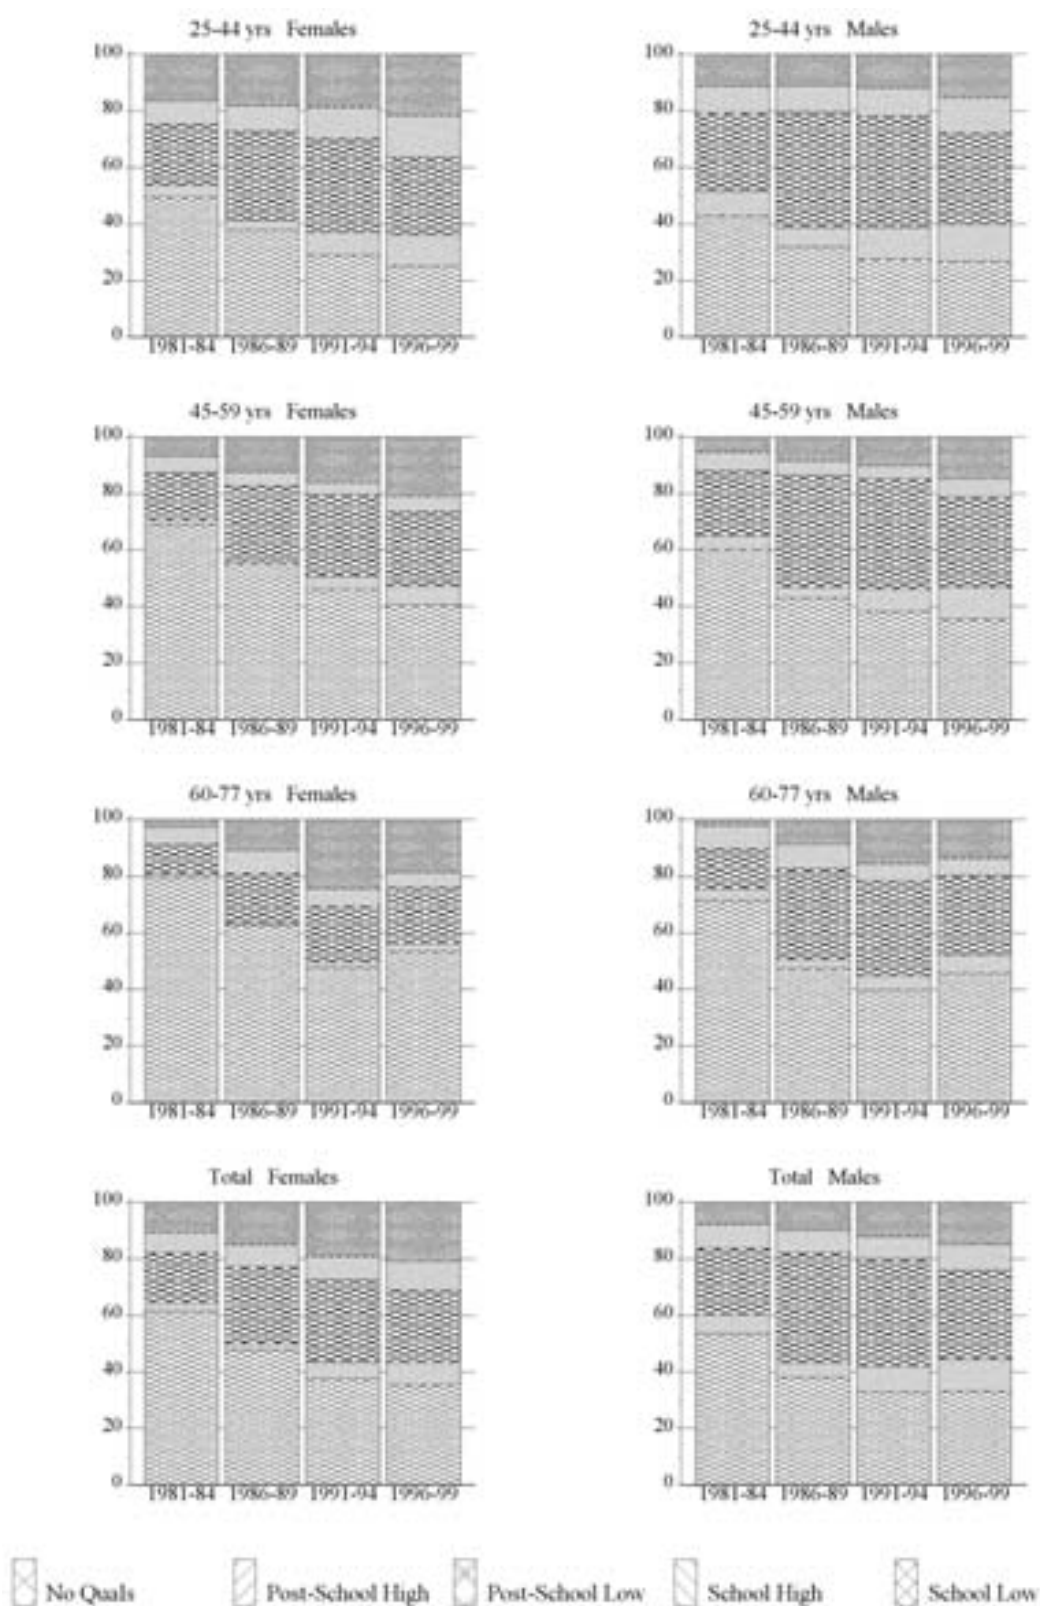 25-44 yrs Females
25-44 yrs Males
100
80
60
40
20
0
1981-84 1986-89 1991-94 1996-99
100
80
60
40
20
0
1981-84 1986-89 1991-94 1996-99
45-59 yrs Females
45-59 yrs Males
100
80
60
40
20
0
1981-84 1986-89 1991-94 1996-99
100
80
60
40
20
0
1981-84 1986-89 1991-94 1996-99
60-77 yrs Females
60-77 yrs Males
100
80
60
40
20
0
1981-84 1986-89 1991-94 1996-99
100
80
60
40
20
0
1981-84 1986-89 1991-94 1996-99
Total Females
Total Males
100
80
60
40
20
0
1981-84 1986-89 1991-94 1996-99
100
80
60
40
20
0
1981-84 1986-89 1991-94 1996-99
No Quals Post-School High Post-School Low School High School Low